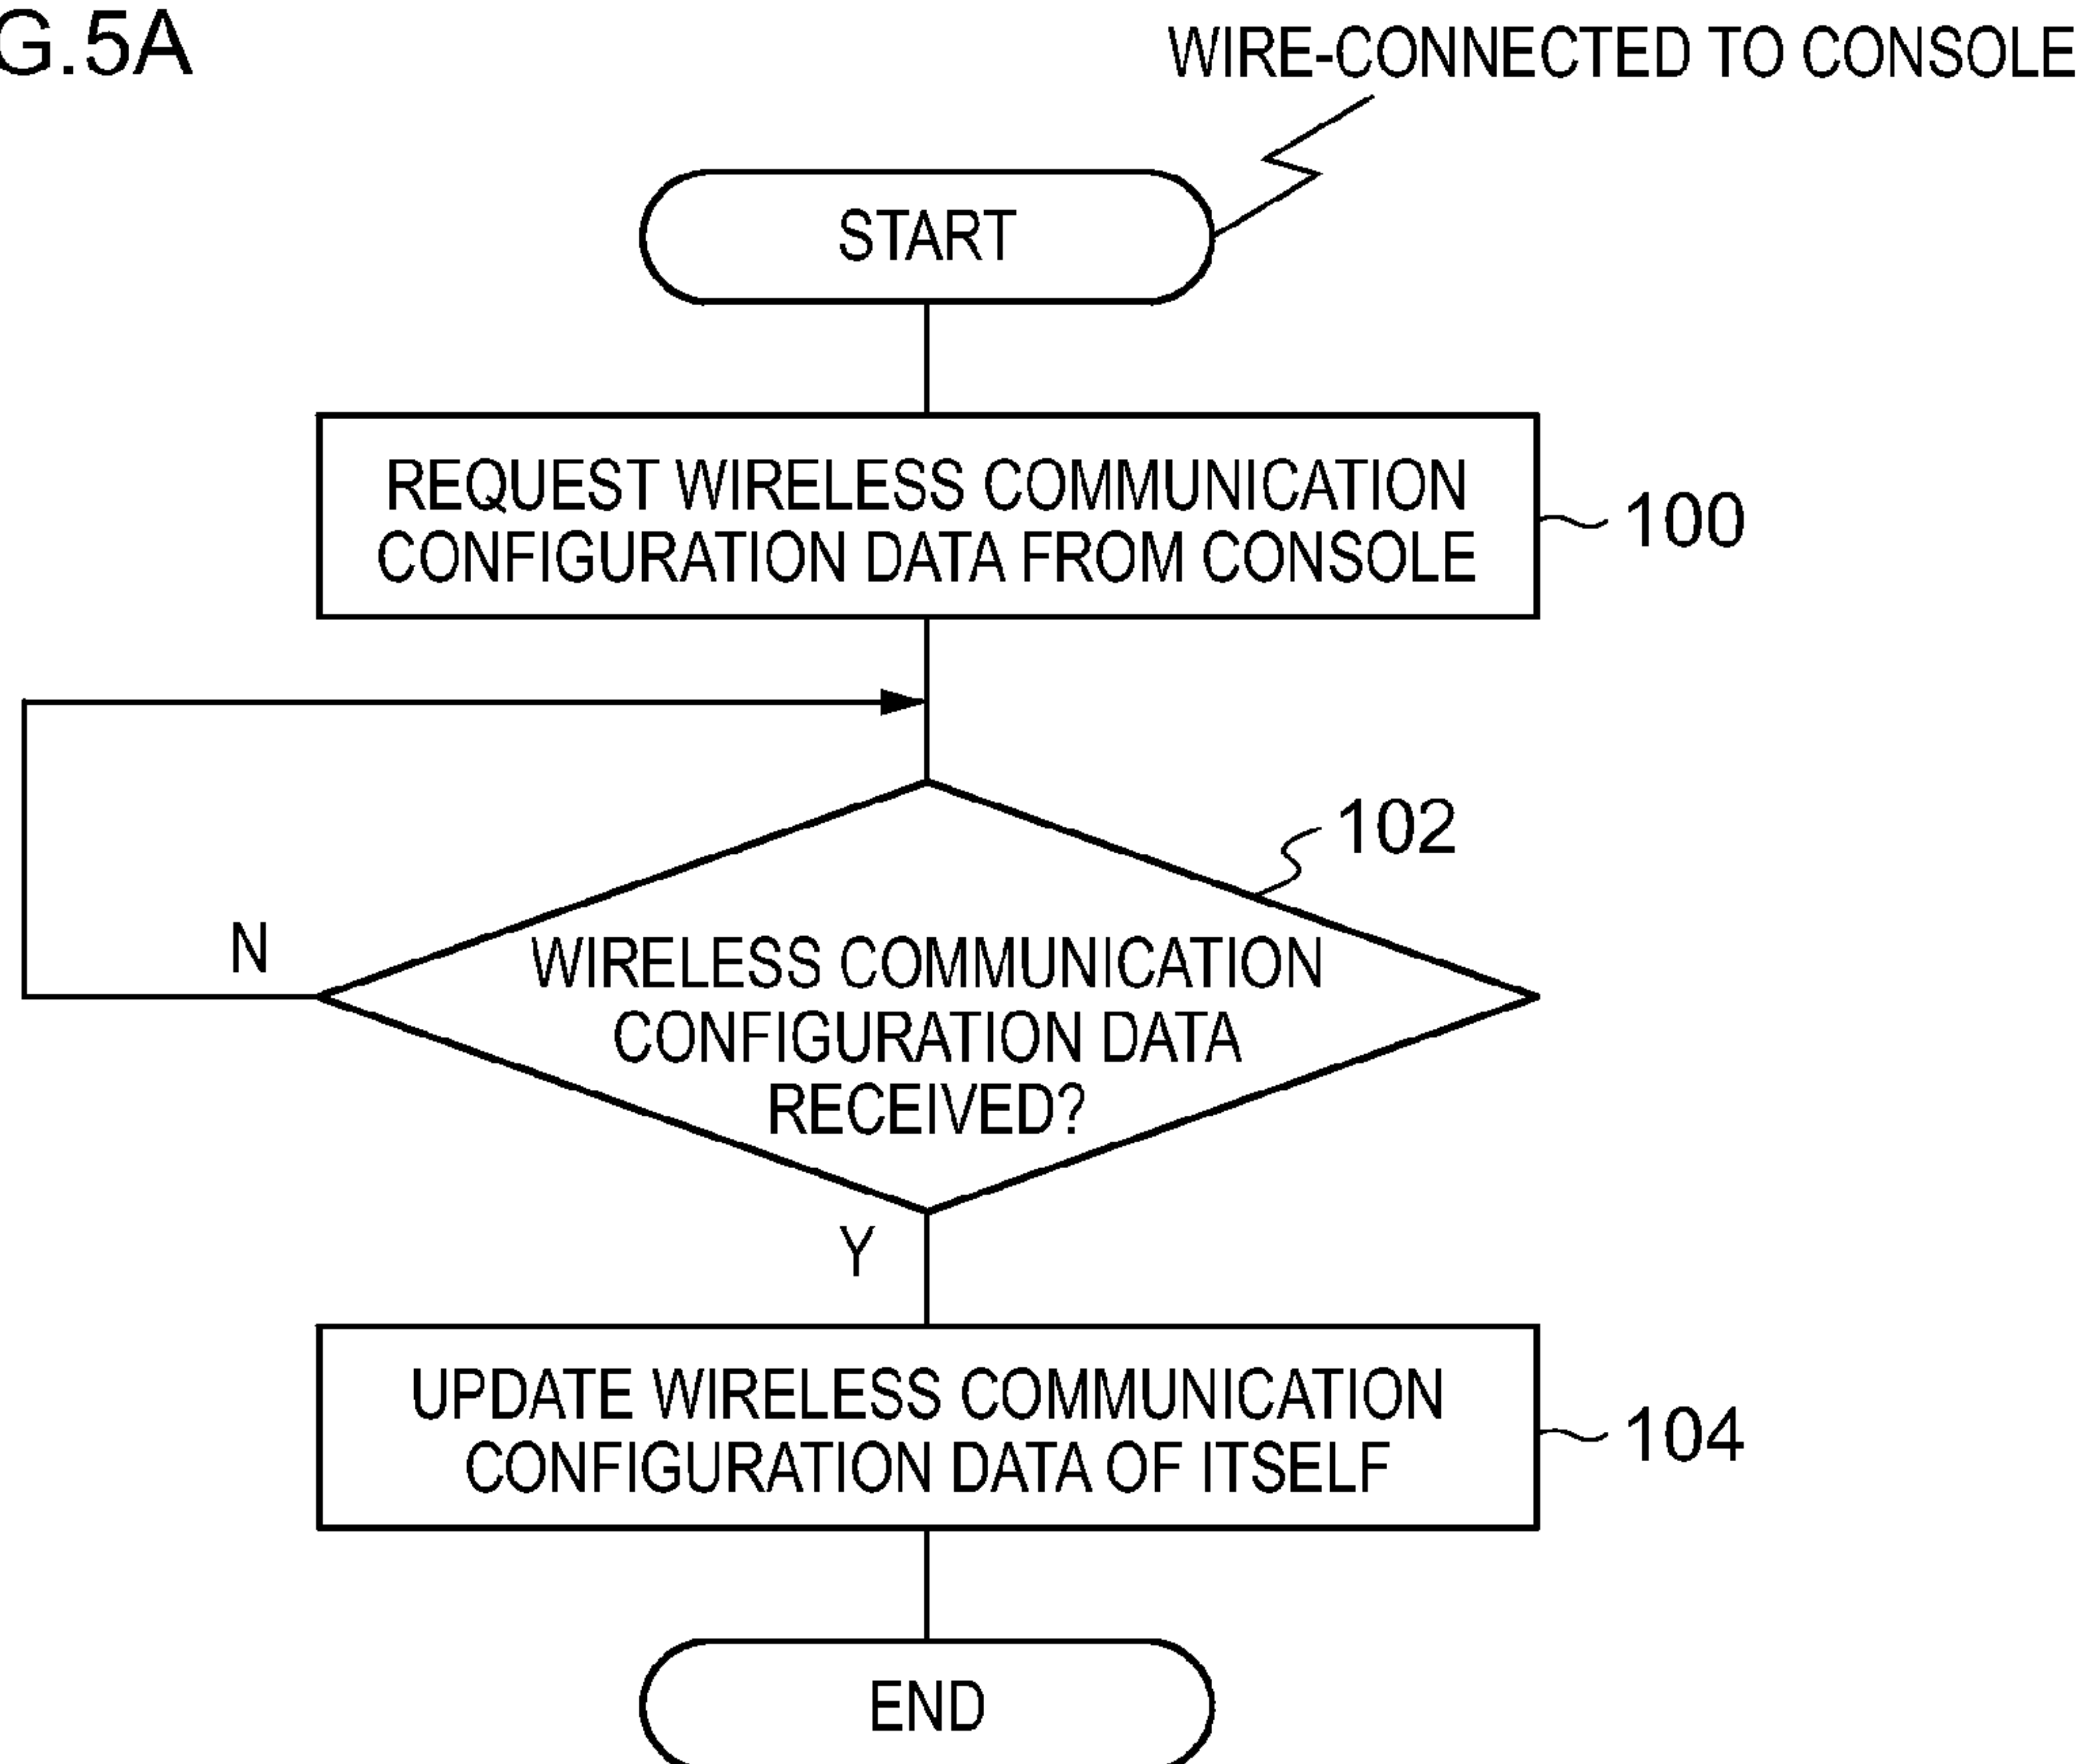 G.5A
WIRE-CONNECTED TO CONSOLE
START
REQUEST WIRELESS COMMUNICATION
CONFIGURATION DATA FROM CONSOLE
100
102
N
WIRELESS COMMUNICATION
CONFIGURATION DATA
RECEIVED?
Y
UPDATE WIRELESS COMMUNICATION
CONFIGURATION DATA OF ITSELF
104
END